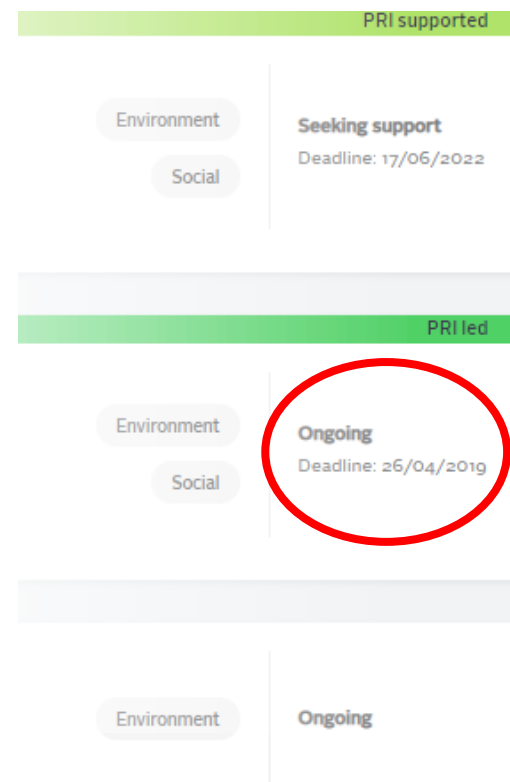 PRI supported
Environment
Social
Seeking support
Deadline: 17/06/2022
PRI led
Environment
Social
Ongoing
Deadline: 26/04/2019
Environment
Ongoing